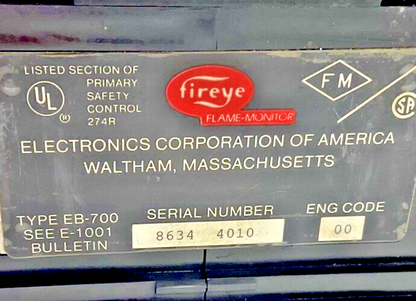 LISTED SECTION OF
PRIMARY
SAFETY
CONTROL
274R
UL
®
fireye
FLAME-MONITOR
FM
SA
ELECTRONICS CORPORATION OF AMERICA
WALTHAM, MASSACHUSETTS
TYPE EB-700
SEE E-1001
BULLETIN
SERIAL NUMBER
8634 4010
ENG CODE
00